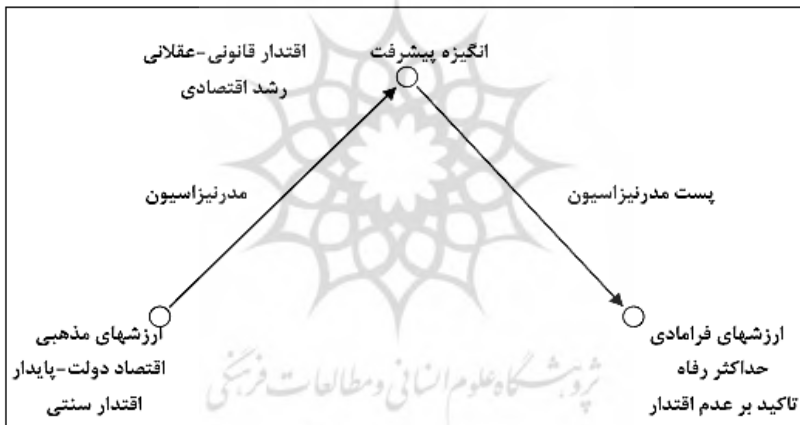 انگیزه پیشرفت
اقتدار قانونی-عقلانی
رشد اقتصادی
پست مدرنیزاسیون
مدرنیزاسیون
ارزشهای فرامادی
حداکثر رفاه
تاکید بر عدم اقتدار
ارزشهای مذهبی
اقتصاد دولت-پایدار
اقتدار سنتی
پژوهشگاه علوم انسانی و مطالعات فرهنگی